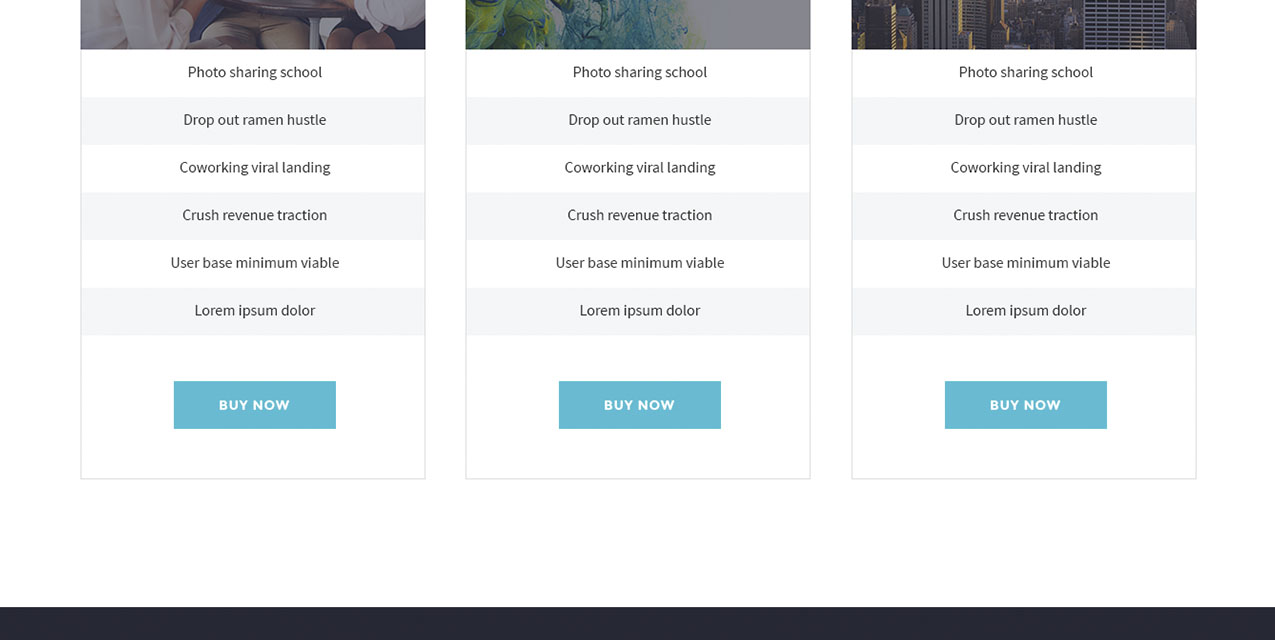 Photo sharing school
Drop out ramen hustle
Coworking viral landing
Crush revenue traction
User base minimum viable
Lorem ipsum dolor
BUY NOW
Photo sharing school
Drop out ramen hustle
Coworking viral landing
Crush revenue traction
User base minimum viable
Lorem ipsum dolor
BUY NOW
Photo sharing school
Drop out ramen hustle
Coworking viral landing
Crush revenue traction
User base minimum viable
Lorem ipsum dolor
BUY NOW